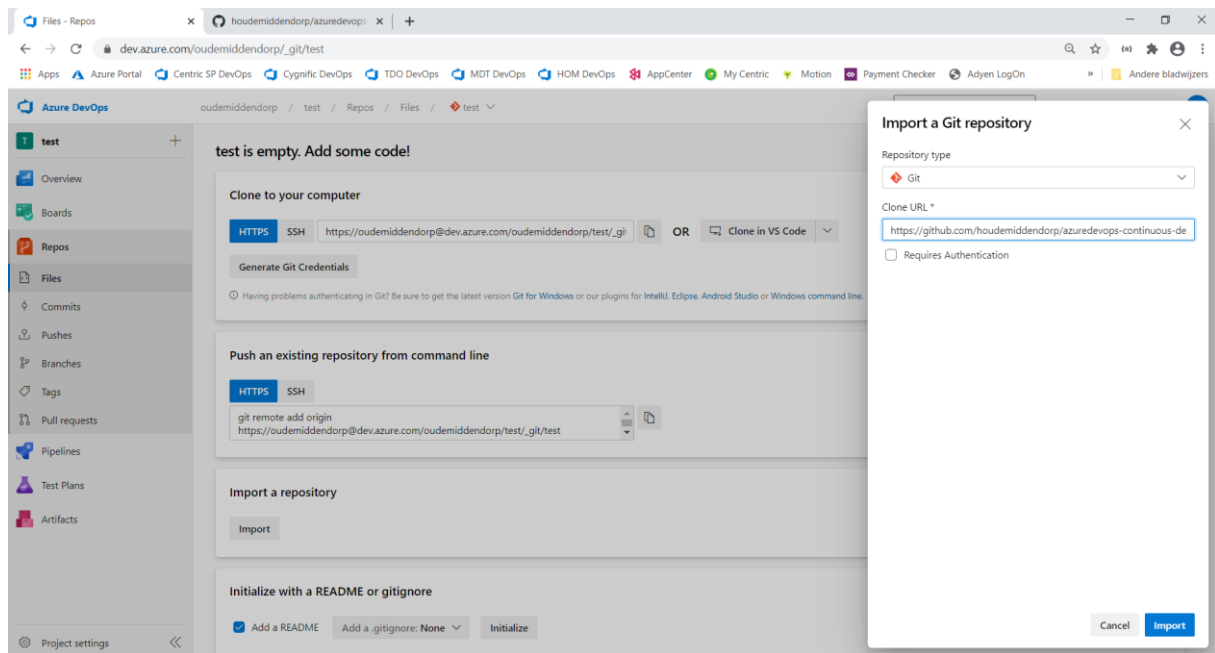 Files - Repos
houdemiddendorp/azuredevops
dev.azure.com/oudemiddendorp/_git/test
Apps Azure Portal Centric SP DevOps Cygnific DevOps TDO DevOps MDT DevOps HOM DevOps AppCenter My Centric Motion Payment Checker Adyen LogOn » Andere bladwijzers
Azure DevOps
oudemiddendorp / test / Repos / Files / test
T test
Overview
Boards
Repos
Files
Commits
Pushes
Branches
Tags
Pull requests
Pipelines
Test Plans
Artifacts
Project settings
test is empty. Add some code!
Clone to your computer
HTTPS SSH https://oudemiddendorp@dev.azure.com/oudemiddendorp/test/_gi OR Clone in VS Code
Generate Git Credentials
Having problems authenticating in Git? Be sure to get the latest version Git for Windows or our plugins for IntelliJ, Eclipse, Android Studio or Windows command line.
Push an existing repository from command line
HTTPS SSH
git remote add origin
https://oudemiddendorp@dev.azure.com/oudemiddendorp/test/_git/test
Import a repository
Import
Initialize with a README or gitignore
Add a README Add a .gitignore: None Initialize
Import a Git repository
Repository type
Git
Clone URL *
https://github.com/houdemiddendorp/azuredevops-continuous-de
Requires Authentication
Cancel Import